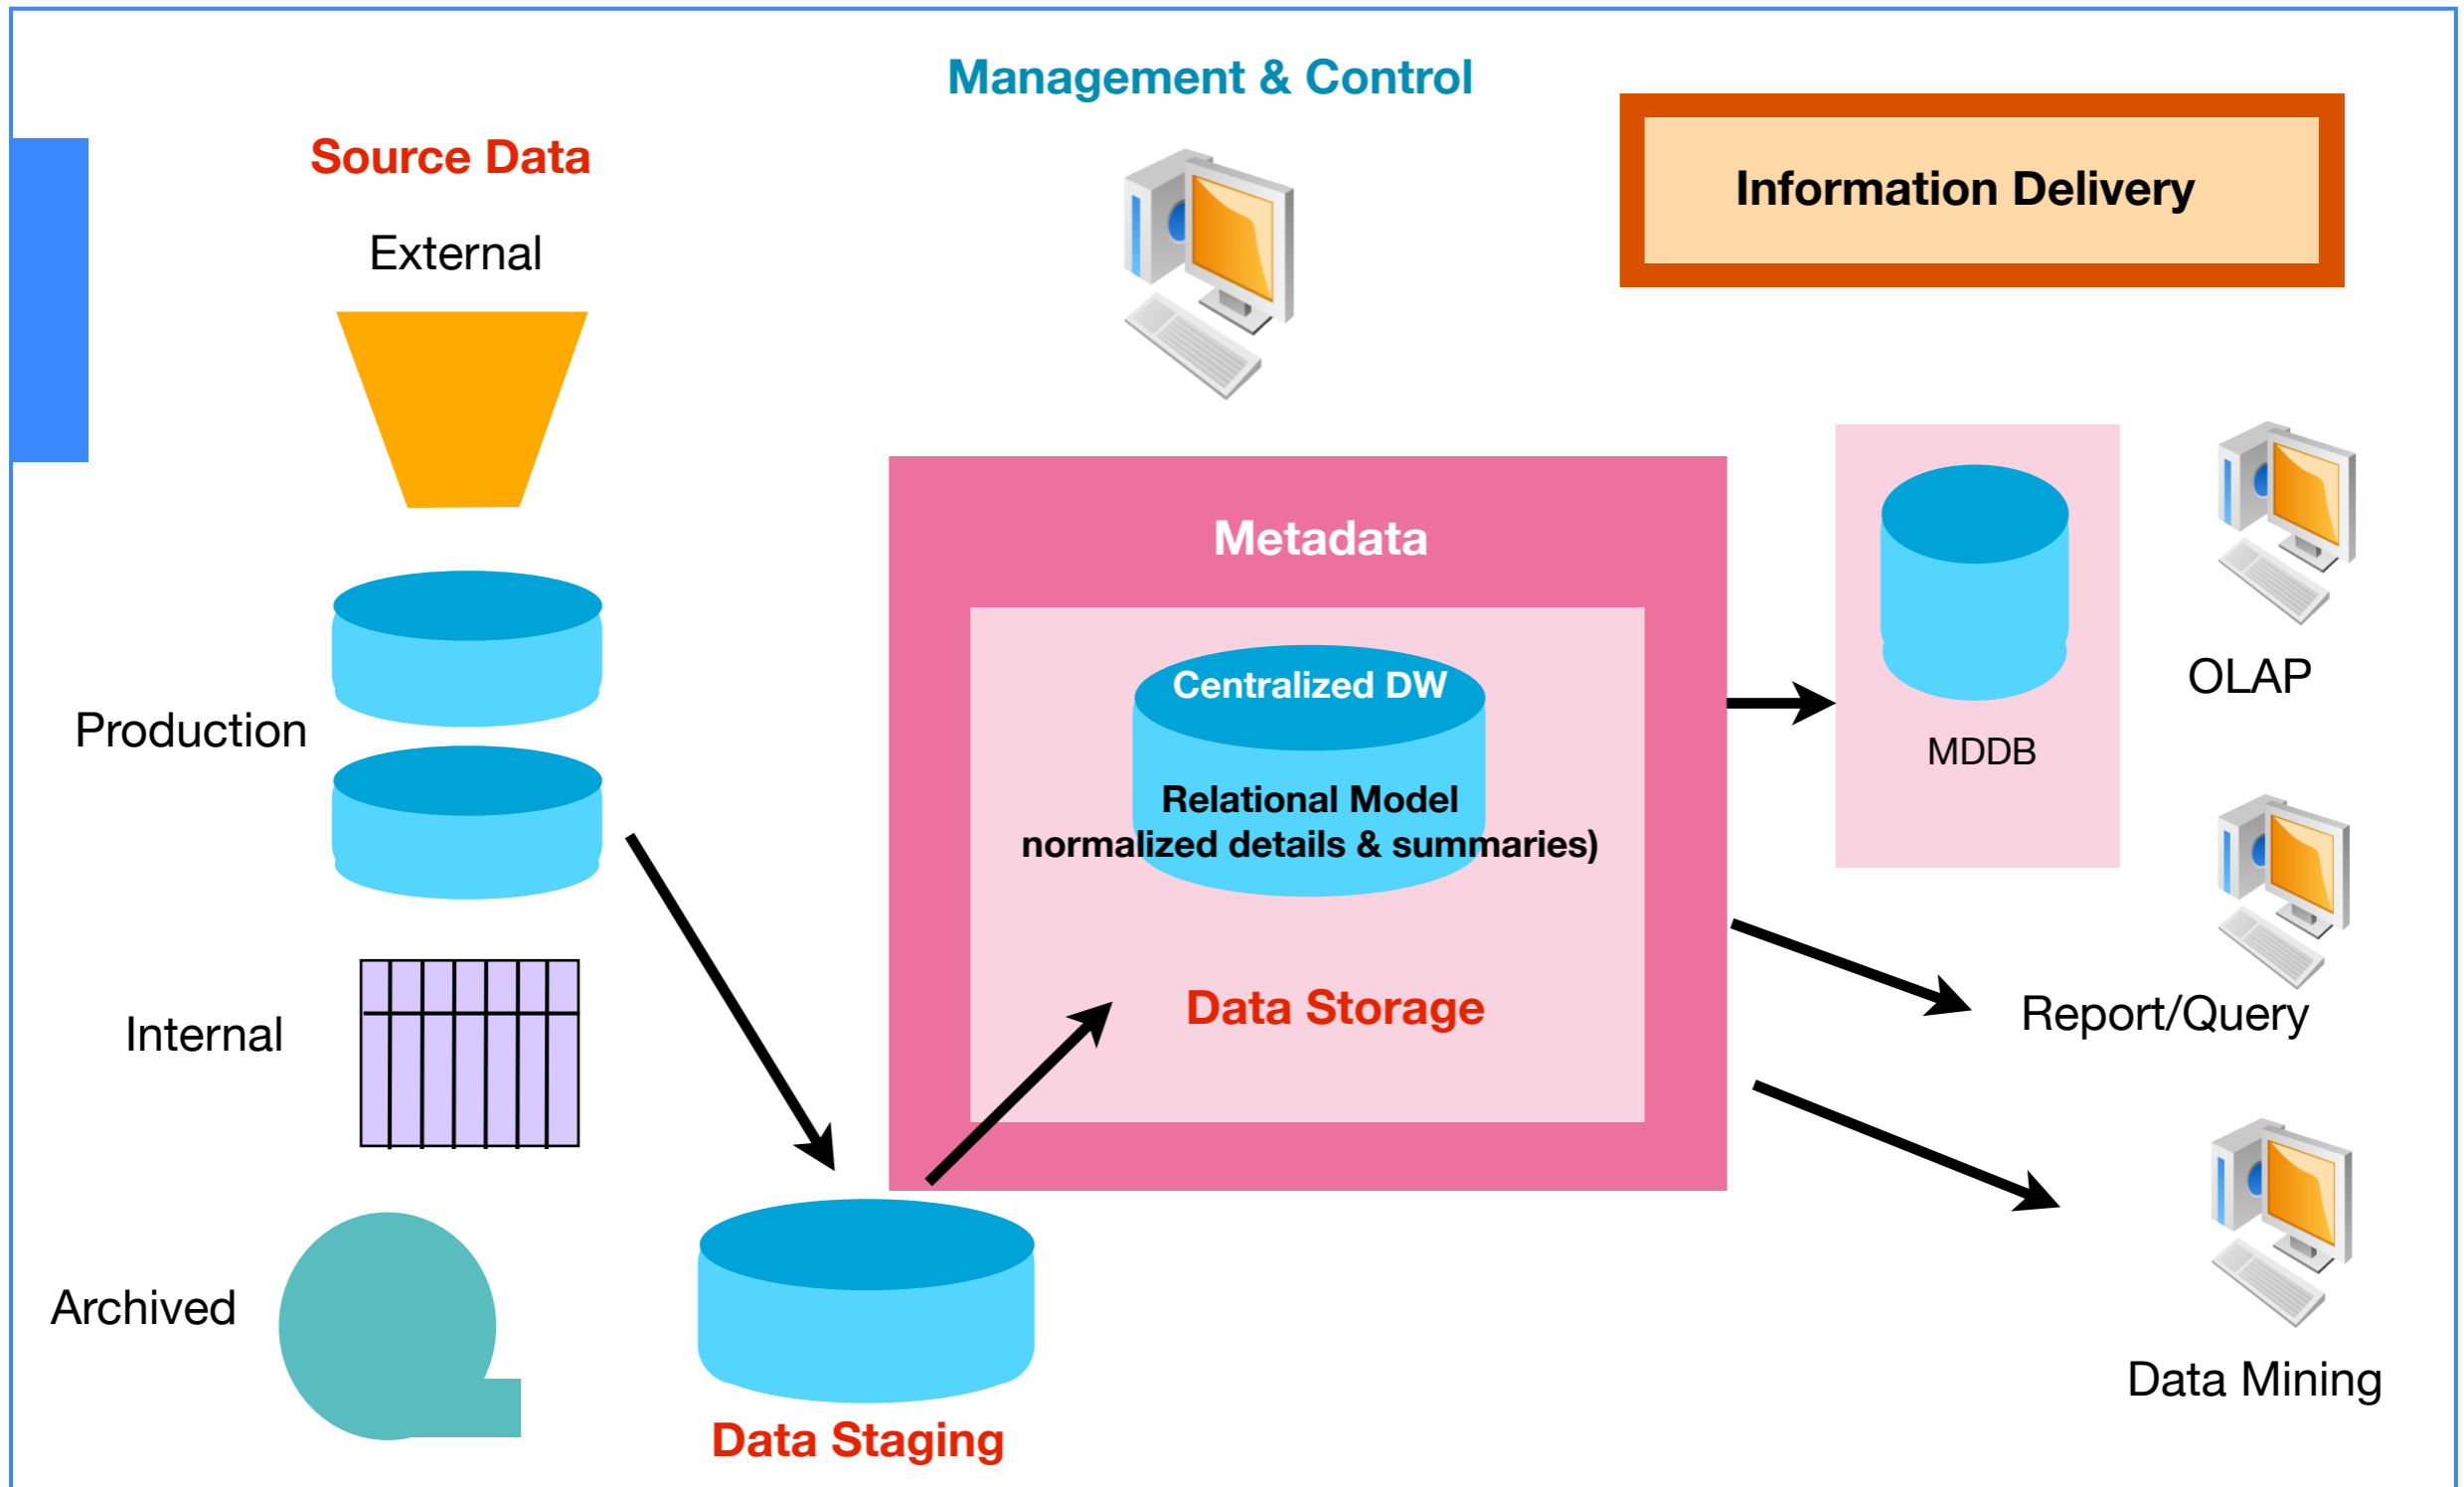 Management & Control
Source Data
Information Delivery
External
Metadata
Centralized DW
OLAP
Production
MDDB
Relational Model
normalized details & summaries)
Data Storage
Report/Query
Internal
Archived
Data Mining
Data Staging